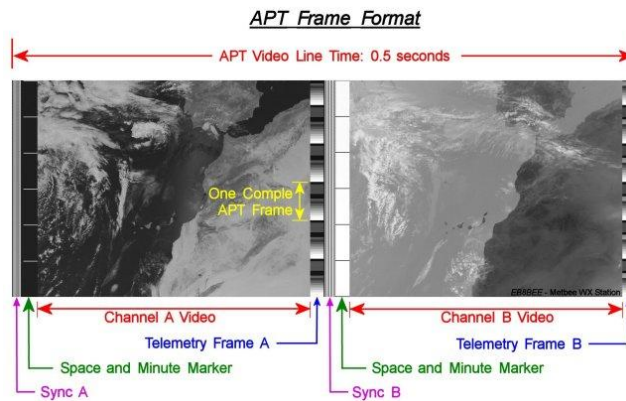 APT Frame Format
APT Video Line Time: 0.5 seconds
One Comple
APT Frame
EB8BEE - Metbee WX Station
Channel A Video
Channel B Video
Telemetry Frame A
Telemetry Frame B
Space and Minute Marker
Space and Minute Marker
Sync A
Sync B